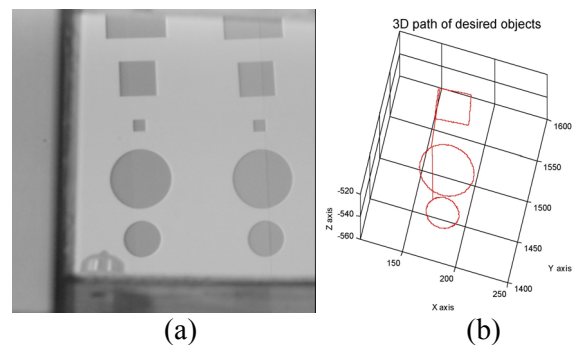 3D path of desired objects
1600
1550
1500
1450
1400
-520
-540
-560
Z axis
150
200
250
X axis
Y axis
(a)
(b)